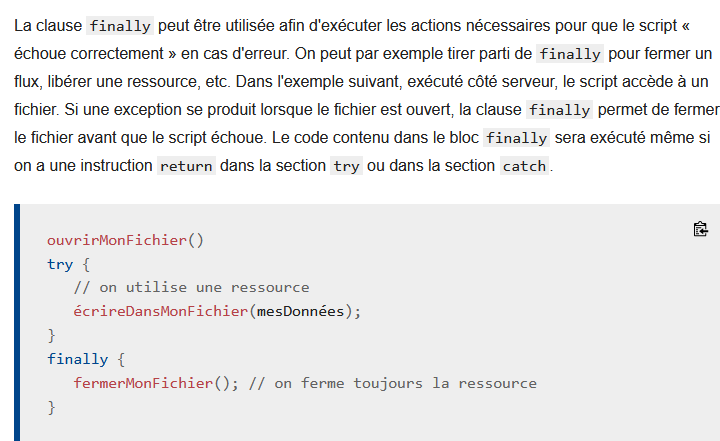 La clause finally peut être utilisée afin d'exécuter les actions nécessaires pour que le script «
échoue correctement » en cas d'erreur. On peut par exemple tirer parti de finally pour fermer un
flux, libérer une ressource, etc. Dans l'exemple suivant, exécuté côté serveur, le script accède à un
fichier. Si une exception se produit lorsque le fichier est ouvert, la clause finally permet de fermer
le fichier avant que le script échoue. Le code contenu dans le bloc finally sera exécuté même si
on a une instruction return dans la section try ou dans la section catch.
ouvrirMonFichier()
try {
   // on utilise une ressource
   écrireDansMonFichier(mesDonnées);
}
finally {
   fermerMonFichier(); // on ferme toujours la ressource
}